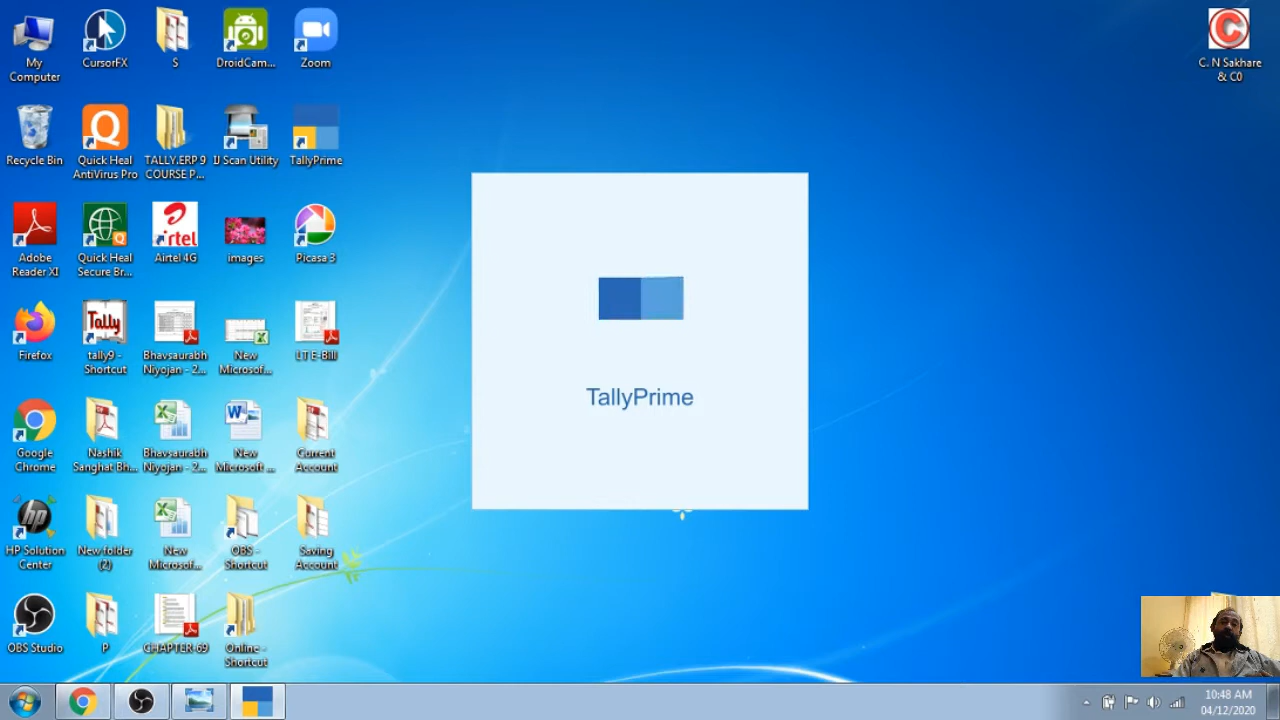 My
Computer
CursorFX
S
DroidCam...
Zoom
C. N Sakhare
& C0
Recycle Bin
Quick Heal
AntiVirus Pro
TALLY.ERP 9
COURSE P...
IJ Scan Utility
TallyPrime
Adobe
Reader XI
Quick Heal
Secure Br...
airtel
Airtel 4G
images
Picasa 3
Firefox
Tally
tally9 -
Shortcut
Bhavsaurabh
Niyojan - 2...
New
Microsof...
LT E-Bill
TallyPrime
Google
Chrome
Nashik
Sanghat Bh...
Bhavsaurabh
Niyojan - 2...
New
Microsoft ...
Current
Account
hp
HP Solution
Center
New folder
(2)
New
Microsof...
OBS -
Shortcut
Saving
Account
OBS Studio
P
CHAPTER-69
Online -
Shortcut
10:48 AM
04/12/2020